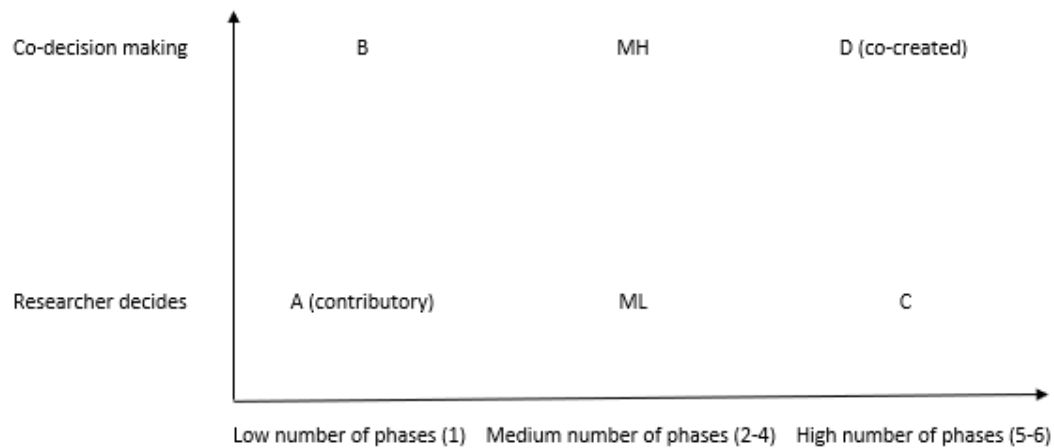 Co-decision making B MH D (co-created)
Researcher decides A (contributory) ML C
Low number of phases (1) Medium number of phases (2-4) High number of phases (5-6)